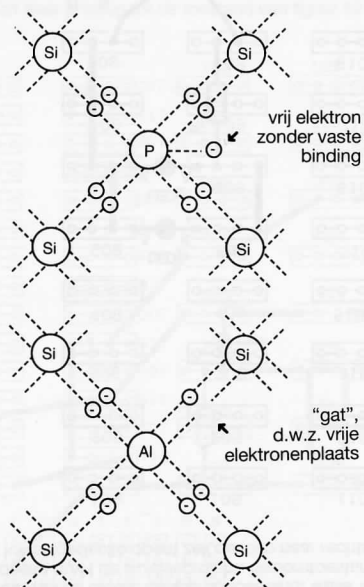 Si Si
P
vrij elektron
zonder vaste
binding
Si Si
Si Si
"gat",
d.w.z. vrije
elektronenplaats
Al
Si Si